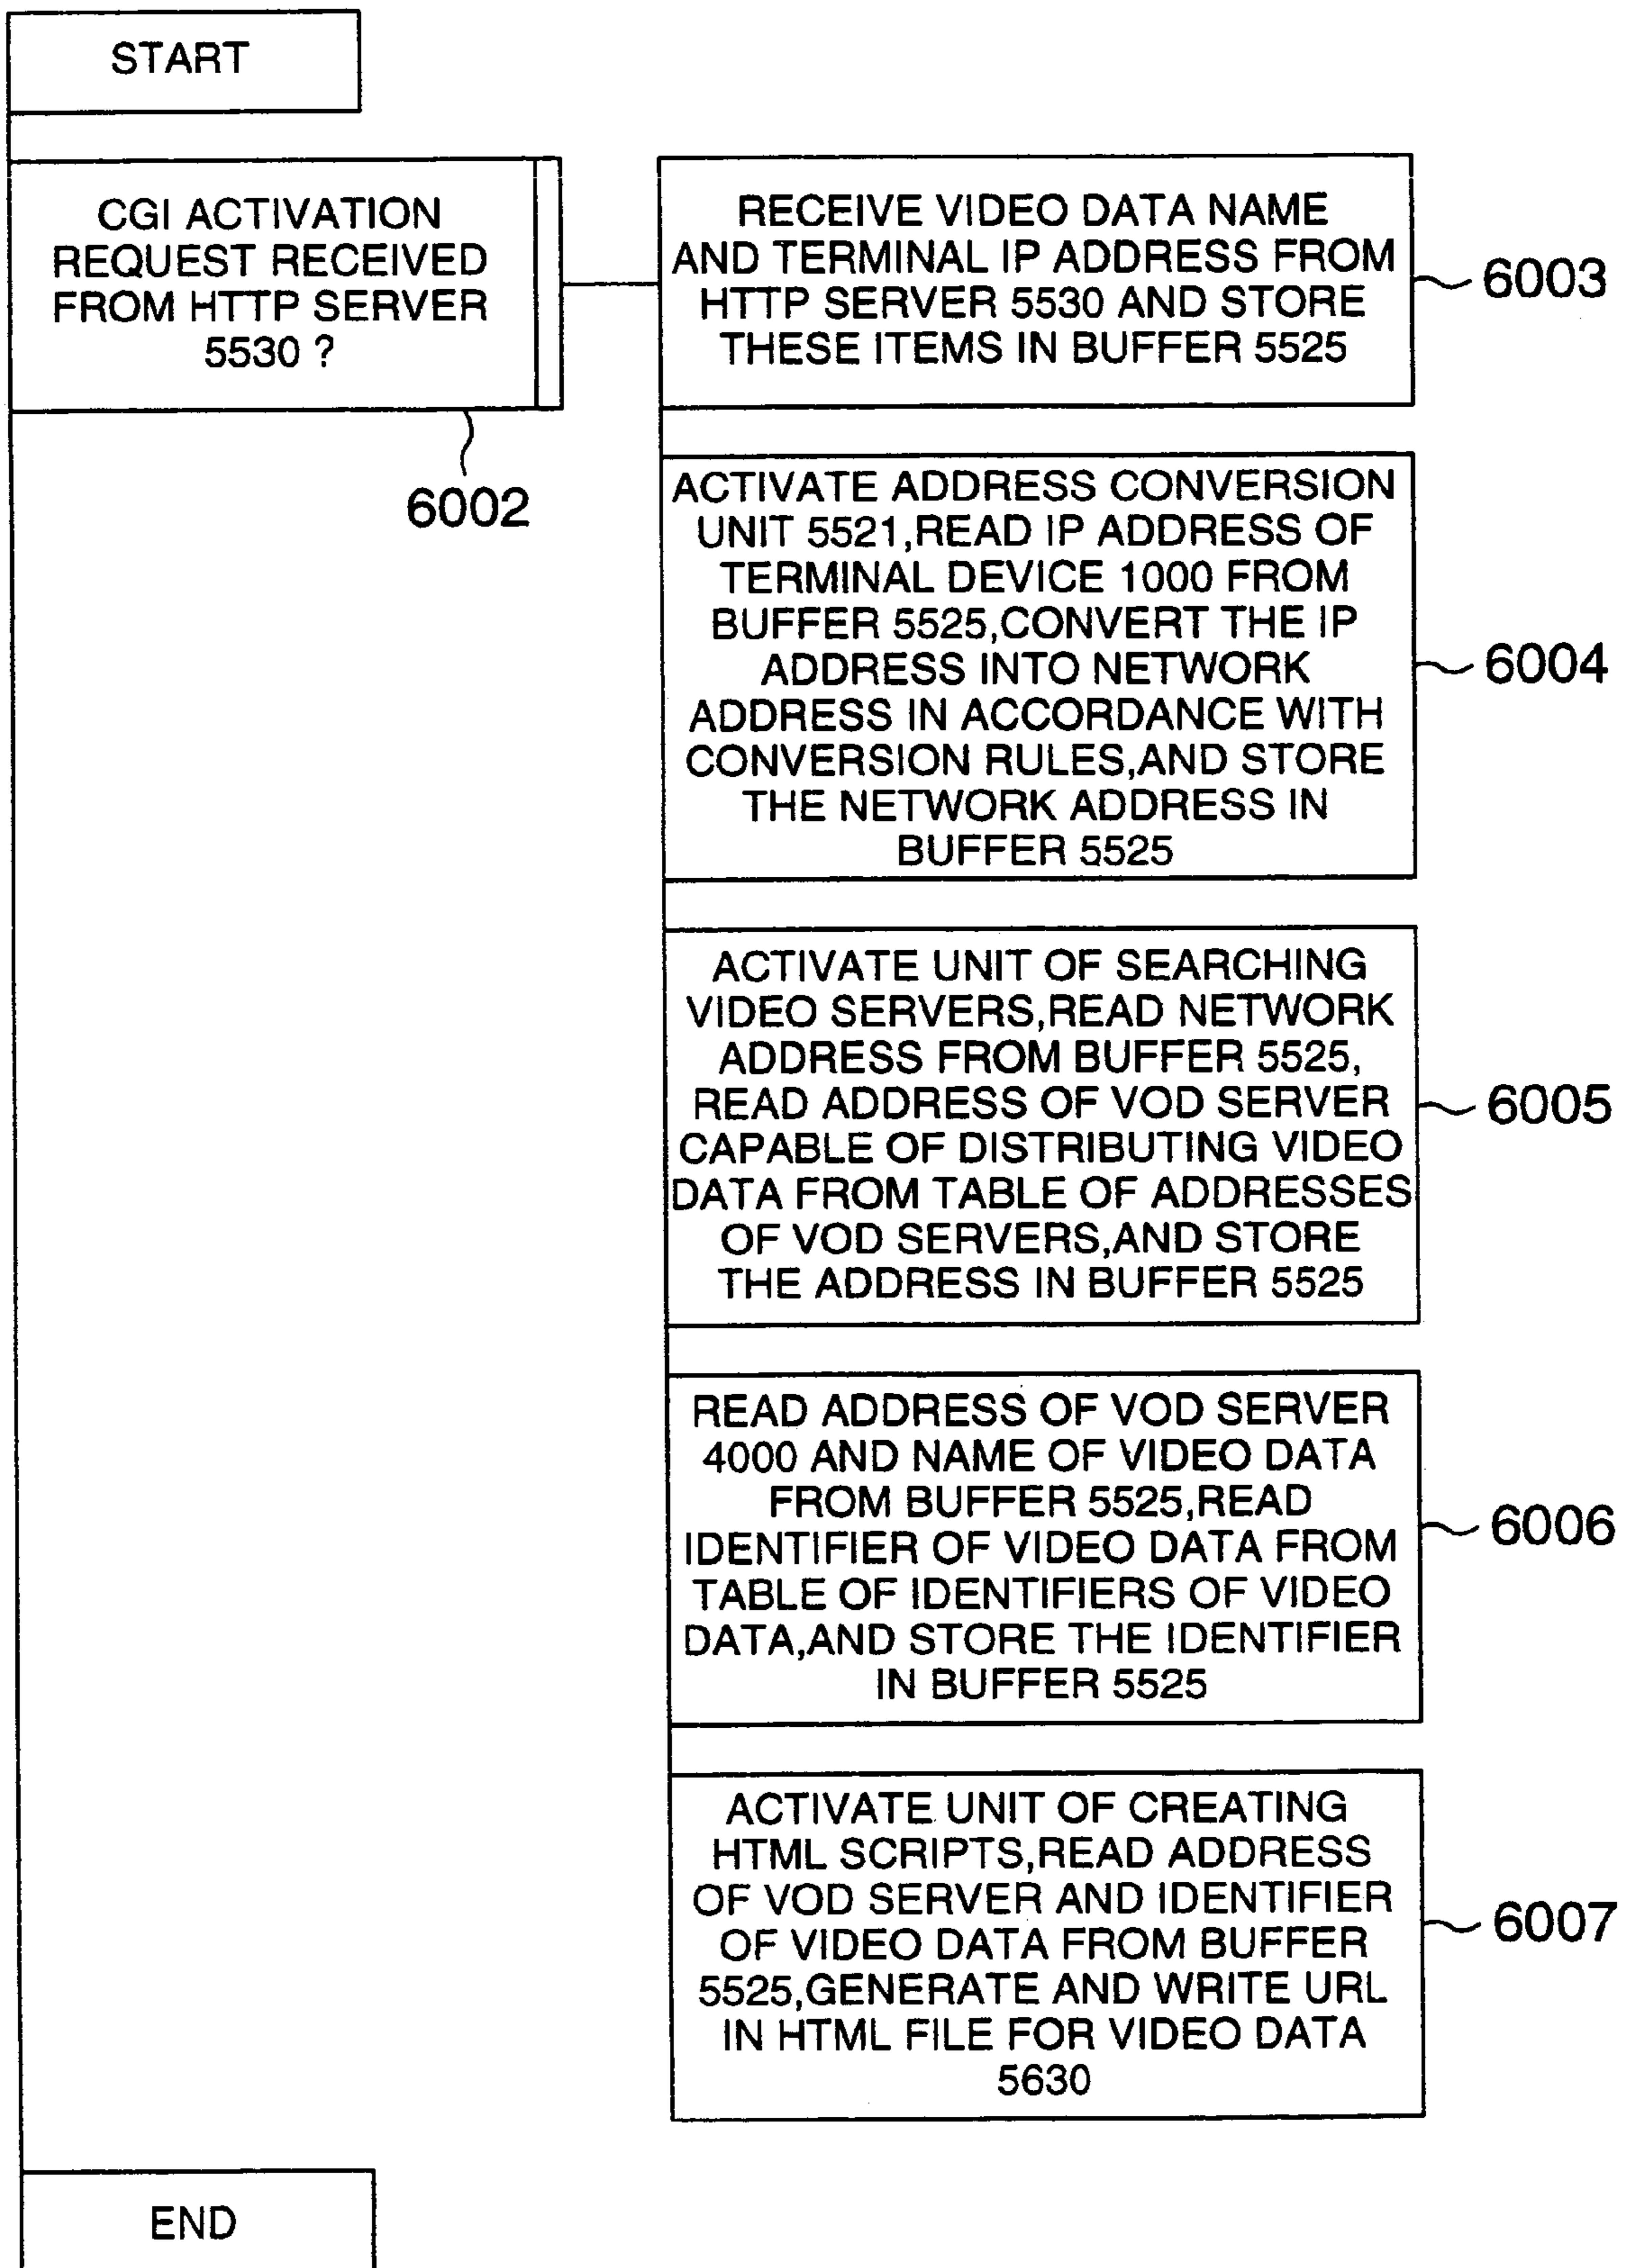 START
CGI ACTIVATION
REQUEST RECEIVED
FROM HTTP SERVER
5530 ?
6002
RECEIVE VIDEO DATA NAME
AND TERMINAL IP ADDRESS FROM
HTTP SERVER 5530 AND STORE
THESE ITEMS IN BUFFER 5525
6003
ACTIVATE ADDRESS CONVERSION
UNIT 5521,READ IP ADDRESS OF
TERMINAL DEVICE 1000 FROM
BUFFER 5525,CONVERT THE IP
ADDRESS INTO NETWORK
ADDRESS IN ACCORDANCE WITH
CONVERSION RULES,AND STORE
THE NETWORK ADDRESS IN
BUFFER 5525
6004
ACTIVATE UNIT OF SEARCHING
VIDEO SERVERS,READ NETWORK
ADDRESS FROM BUFFER 5525,
READ ADDRESS OF VOD SERVER
CAPABLE OF DISTRIBUTING VIDEO
DATA FROM TABLE OF ADDRESSES
OF VOD SERVERS,AND STORE
THE ADDRESS IN BUFFER 5525
6005
READ ADDRESS OF VOD SERVER
4000 AND NAME OF VIDEO DATA
FROM BUFFER 5525,READ
IDENTIFIER OF VIDEO DATA FROM
TABLE OF IDENTIFIERS OF VIDEO
DATA,AND STORE THE IDENTIFIER
IN BUFFER 5525
6006
ACTIVATE UNIT OF CREATING
HTML SCRIPTS,READ ADDRESS
OF VOD SERVER AND IDENTIFIER
OF VIDEO DATA FROM BUFFER
5525,GENERATE AND WRITE URL
IN HTML FILE FOR VIDEO DATA
5630
6007
END